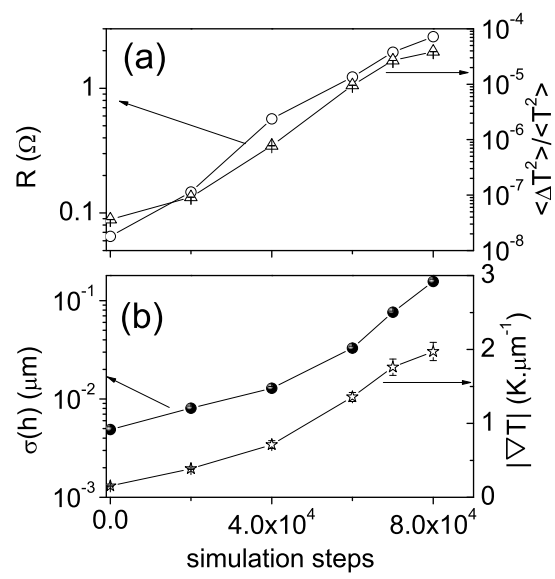 (a)
R (Ω)
1
0.1
10⁻⁴
10⁻⁵
10⁻⁶
10⁻⁷
10⁻⁸
<ΔT²>/<T²>
(b)
σ(h) (μm)
10⁻¹
10⁻²
10⁻³
3
2
1
0
|∇T| (K.μm⁻¹)
0.0
4.0x10⁴
8.0x10⁴
simulation steps